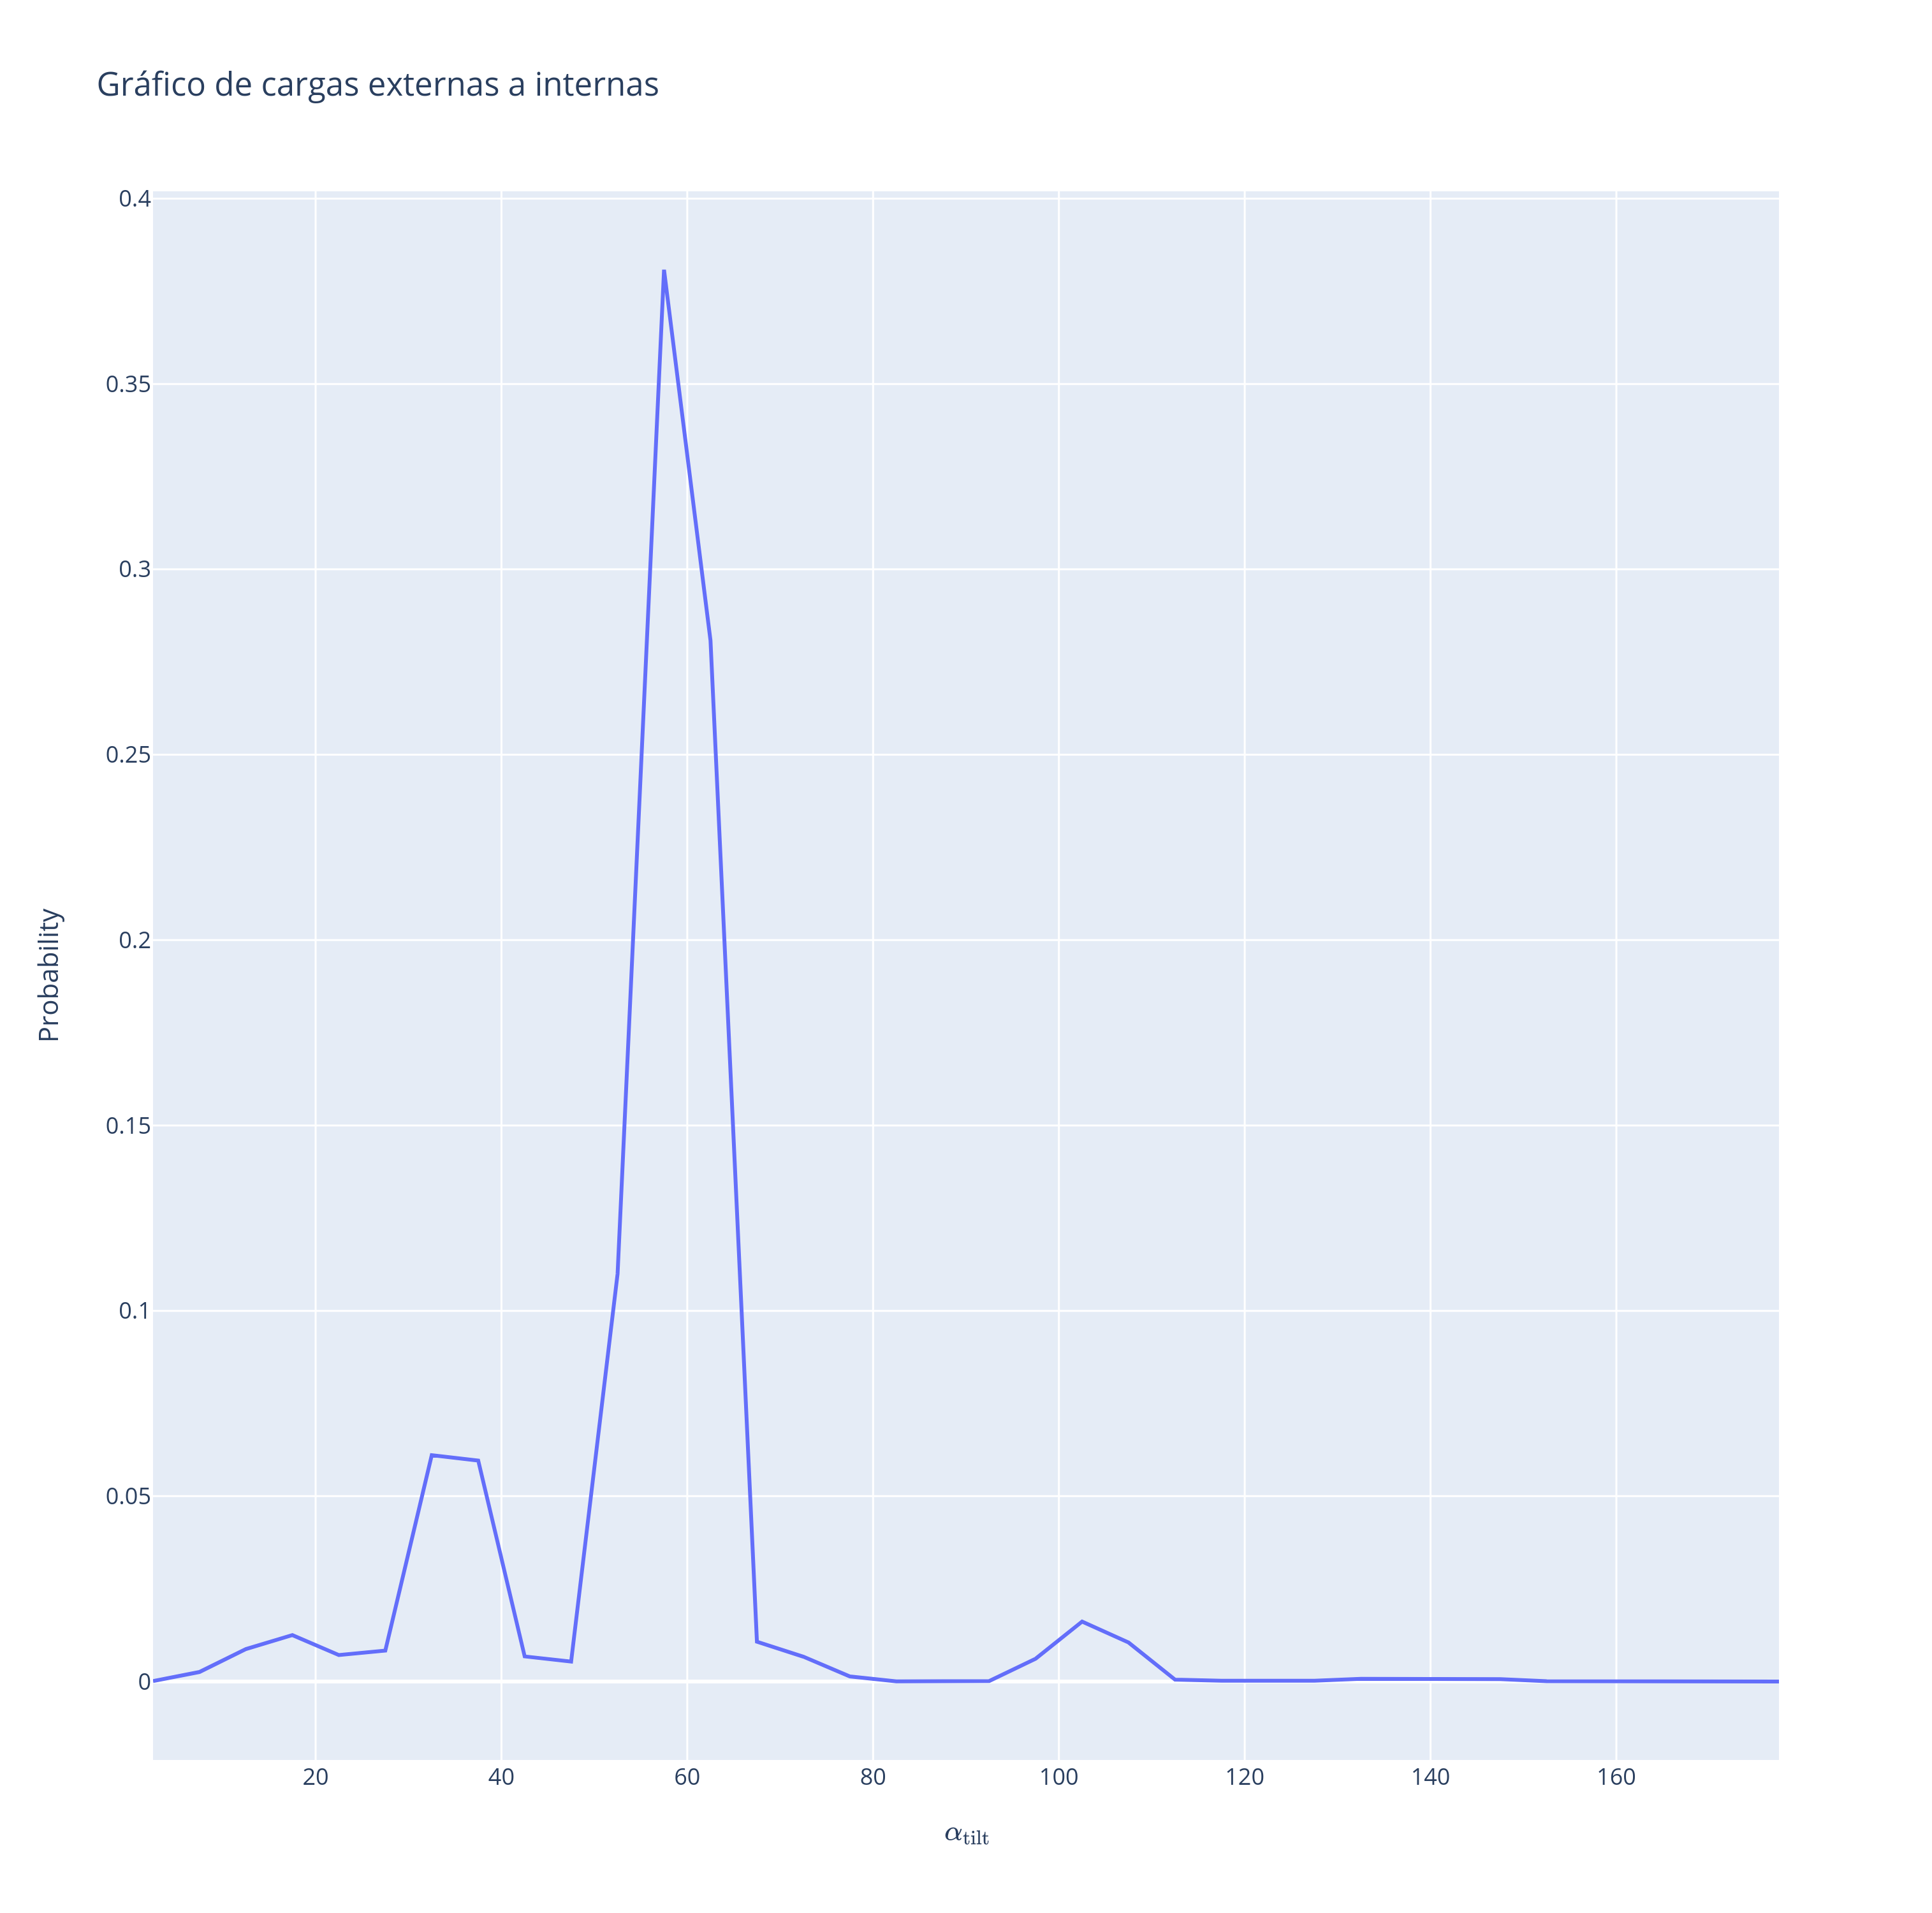 Gráfico de cargas externas a internas
0.4
0.35
0.3
0.25
0.2
0.15
0.1
0.05
0
Probability
20 40 60 80 100 120 140 160
α_tilt